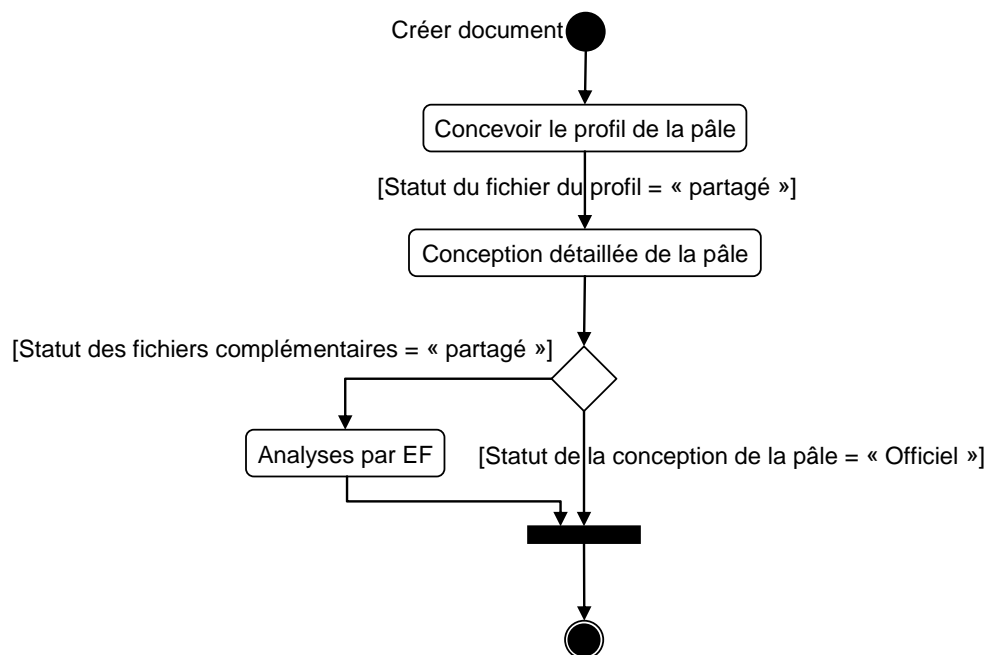 Créer document
Concevoir le profil de la pâle
[Statut du fichier du profil = « partagé »]
Conception détaillée de la pâle
[Statut des fichiers complémentaires = « partagé »]
Analyses par EF
[Statut de la conception de la pâle = « Officiel »]